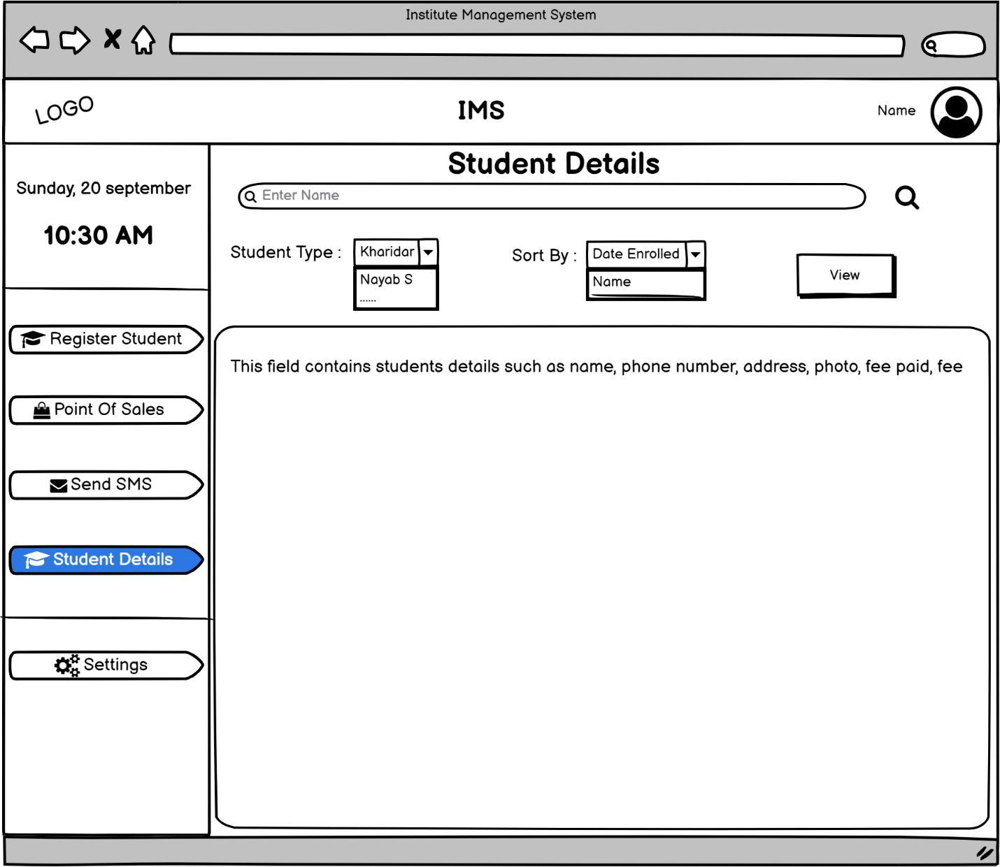 Institute Management System
LOGO
IMS
Name
Sunday, 20 september
10:30 AM
Register Student
Point Of Sales
Send SMS
Student Details
Settings
Student Details
Enter Name
Student Type :
Kharidar
Nayab S
......
Sort By :
Date Enrolled
Name
View
This field contains students details such as name, phone number, address, photo, fee paid, fee